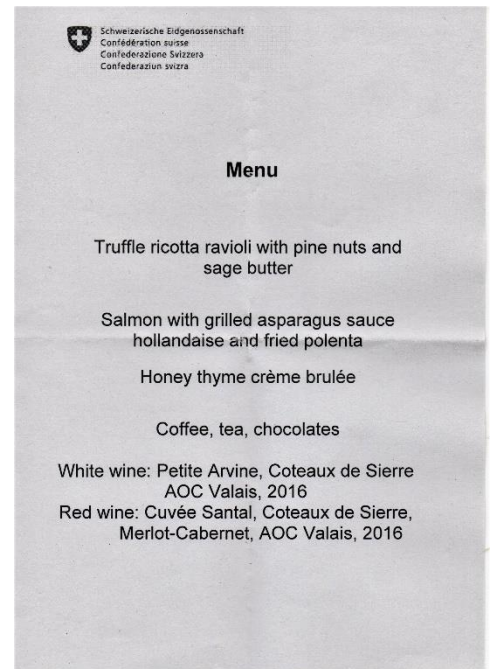 Schweizerische Eidgenossenschaft
Confédération suisse
Confederazione Svizzera
Confederaziun svizra
Menu
Truffle ricotta ravioli with pine nuts and
sage butter
Salmon with grilled asparagus sauce
hollandaise and fried polenta
Honey thyme crème brulée
Coffee, tea, chocolates
White wine: Petite Arvine, Coteaux de Sierre
AOC Valais, 2016
Red wine: Cuvée Santal, Coteaux de Sierre,
Merlot-Cabernet, AOC Valais, 2016